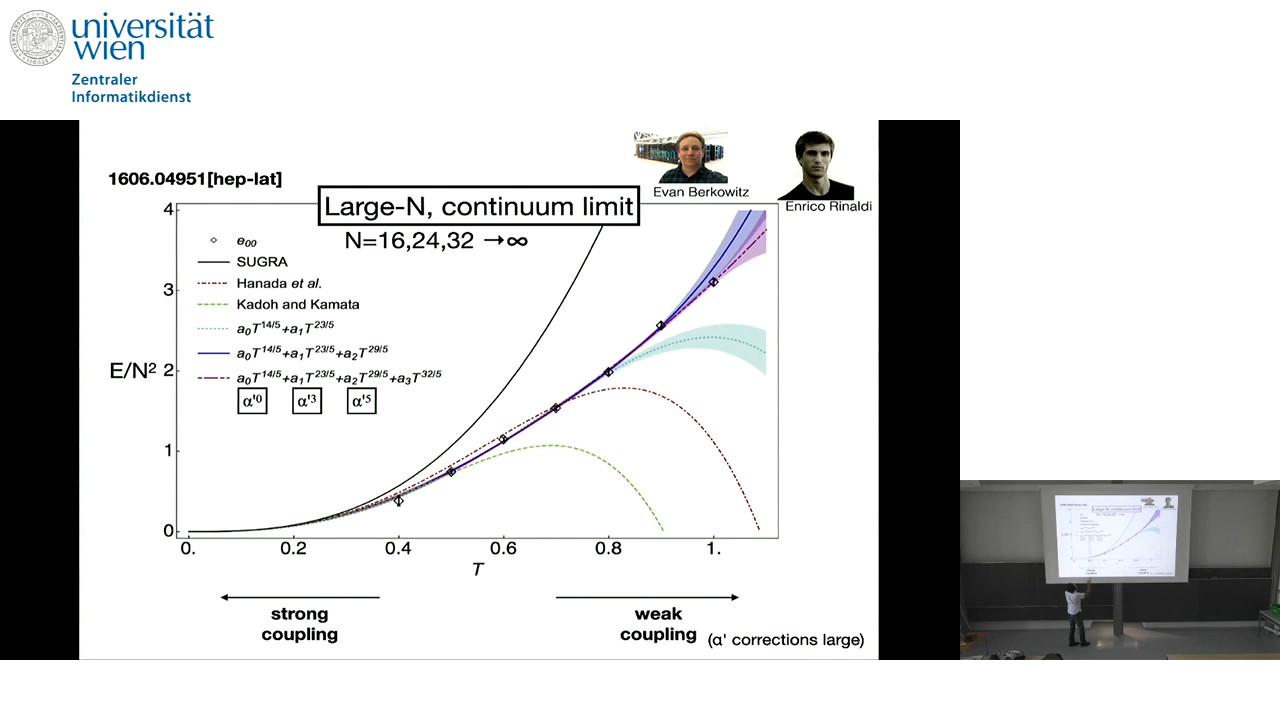 universität
wien
Zentraler
Informatikdienst
1606.04951[hep-lat]
Evan Berkowitz
Enrico Rinaldi
Large-N, continuum limit
N=16,24,32 →∞
e₀₀
SUGRA
Hanada et al.
Kadoh and Kamata
a₀T^14/5+a₁T^23/5
a₀T^14/5+a₁T^23/5+a₂T^29/5
a₀T^14/5+a₁T^23/5+a₂T^29/5+a₃T^32/5
α'⁰ α'³ α'⁵
E/N²
4
3
2
1
0
0. 0.2 0.4 0.6 0.8 1.
T
strong
coupling
weak
coupling (α' corrections large)